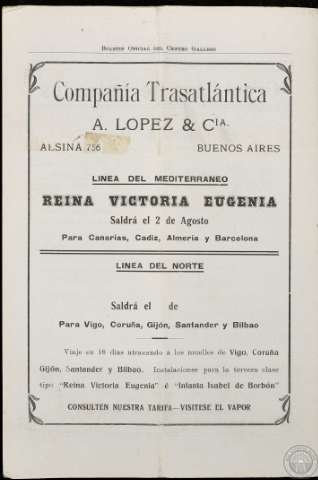 Boletin Oficial del Centro Gallego
Compañía Trasatlántica
A. LOPEZ & Cia.
ALSINA 756 BUENOS AIRES
LINEA DEL MEDITERRANEO
REINA VICTORIA EUGENIA
Saldrá el 2 de Agosto
Para Canarias, Cadiz, Almeria y Barcelona
LINEA DEL NORTE
Saldrá el de
Para Vigo, Coruña, Gijón, Santander y Bilbao
Viaje en 16 dias atracando á los muelles de Vigo, Coruña
Gijón, Santander y Bilbao. Instalaciones para la tercera clase
tipo "Reina Victoria Eugenia" é "Infanta Isabel de Borbón"
CONSULTEN NUESTRA TARIFA—VISITESE EL VAPOR